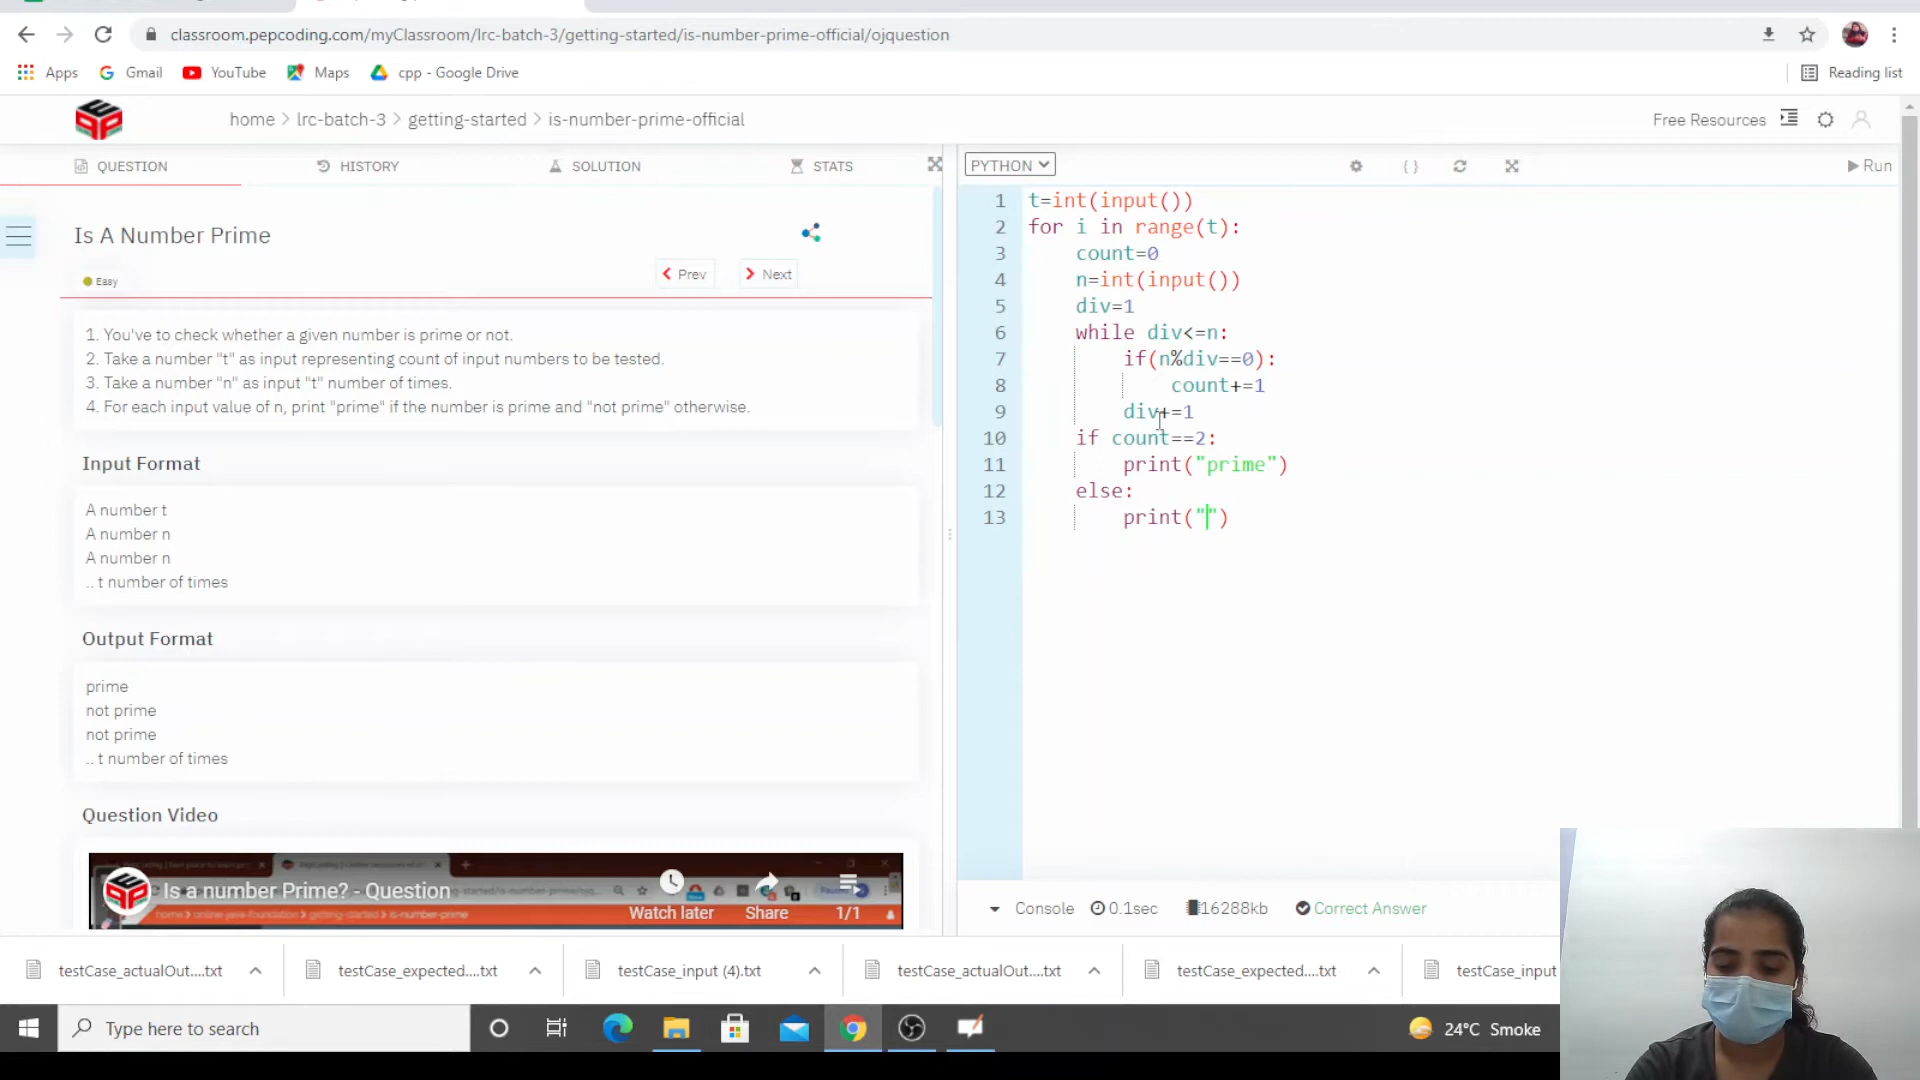 classroom.pepcoding.com/myClassroom/lrc-batch-3/getting-started/is-number-prime-official/ojquestion
Apps Gmail YouTube Maps cpp - Google Drive Reading list
home > lrc-batch-3 > getting-started > is-number-prime-official Free Resources
QUESTION HISTORY SOLUTION STATS
Is A Number Prime
Prev Next
Easy
1. You've to check whether a given number is prime or not.
2. Take a number "t" as input representing count of input numbers to be tested.
3. Take a number "n" as input "t" number of times.
4. For each input value of n, print "prime" if the number is prime and "not prime" otherwise.
Input Format
A number t
A number n
A number n
.. t number of times
Output Format
prime
not prime
not prime
.. t number of times
Question Video
Is a number Prime? - Question
Watch later Share 1/1
home > online-java-foundation > getting-started > is-number-prime
PYTHON Run
1 t=int(input())
2 for i in range(t):
3 count=0
4 n=int(input())
5 div=1
6 while div<=n:
7 if(n%div==0):
8 count+=1
9 div+=1
10 if count==2:
11 print("prime")
12 else:
13 print("")
Console 0.1sec 16288kb Correct Answer
testCase_actualOut....txt testCase_expected....txt testCase_input (4).txt testCase_actualOut....txt testCase_expected....txt testCase_input
Type here to search 24°C Smoke